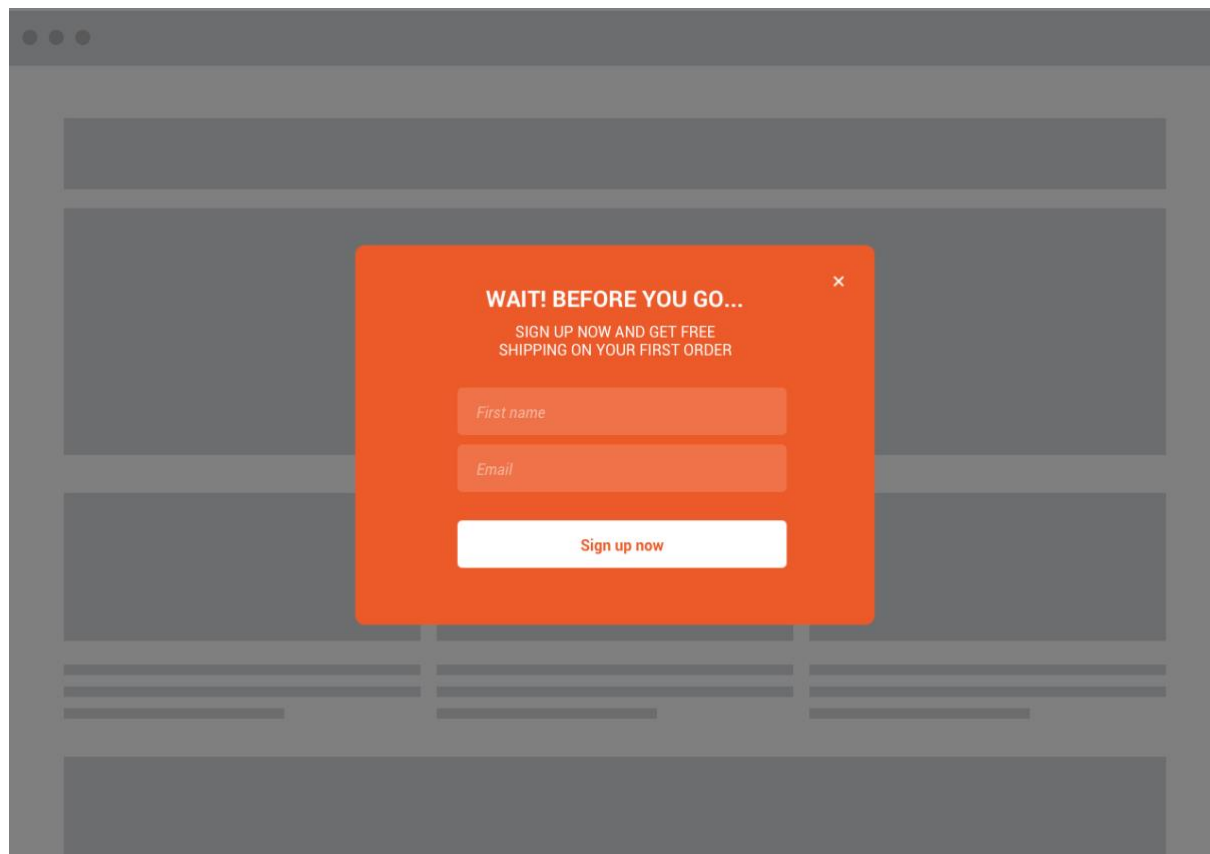 WAIT! BEFORE YOU GO...
×
SIGN UP NOW AND GET FREE
SHIPPING ON YOUR FIRST ORDER
First name
Email
Sign up now